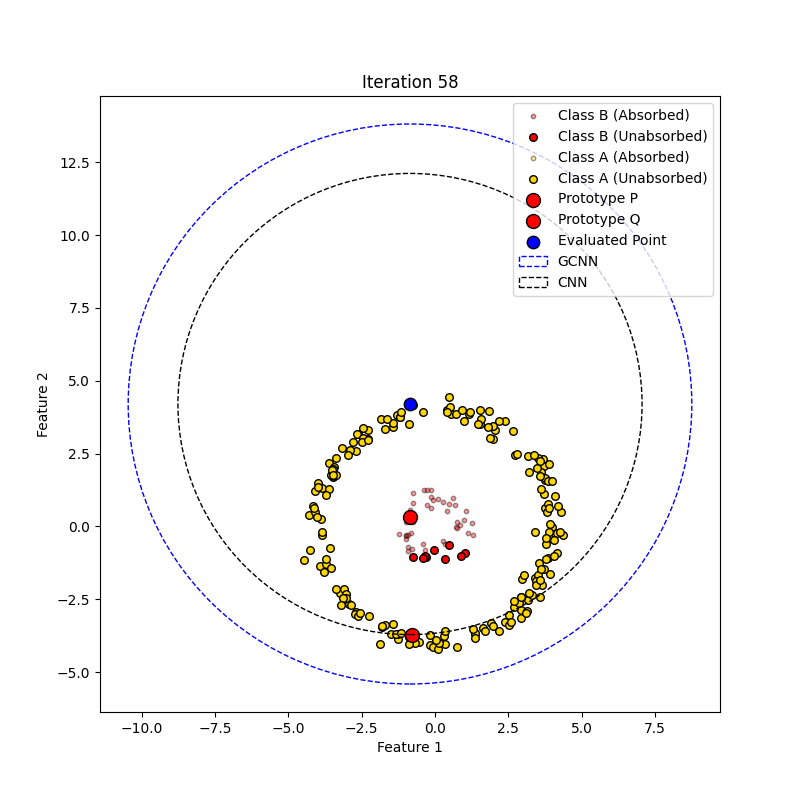 Iteration 58
Class B (Absorbed)
Class B (Unabsorbed)
Class A (Absorbed)
Class A (Unabsorbed)
Prototype P
Prototype Q
Evaluated Point
GCNN
CNN
12.5
10.0
7.5
5.0
2.5
0.0
−2.5
−5.0
Feature 2
−10.0 −7.5 −5.0 −2.5 0.0 2.5 5.0 7.5
Feature 1